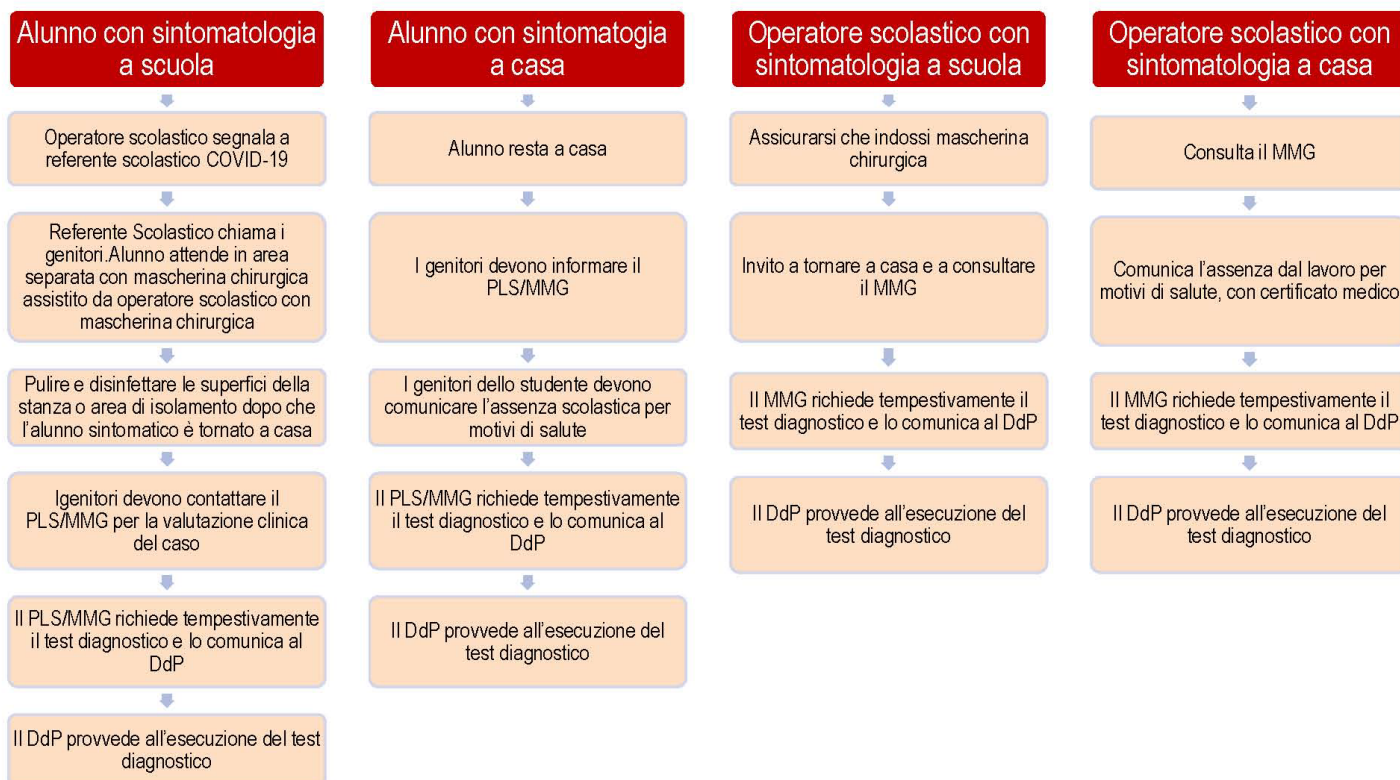 Alunno con sintomatologia
a scuola
Operatore scolastico segnala a
referente scolastico COVID-19
Referente Scolastico chiama i
genitori.Alunno attende in area
separata con mascherina chirurgica
assistito da operatore scolastico con
mascherina chirurgica
Pulire e disinfettare le superfici della
stanza o area di isolamento dopo che
l'alunno sintomatico è tornato a casa
Igenitori devono contattare il
PLS/MMG per la valutazione clinica
del caso
Il PLS/MMG richiede tempestivamente
il test diagnostico e lo comunica al
DdP
Il DdP provvede all'esecuzione del test
diagnostico
Alunno con sintomatogia
a casa
Alunno resta a casa
I genitori devono informare il
PLS/MMG
I genitori dello studente devono
comunicare l'assenza scolastica per
motivi di salute
Il PLS/MMG richiede tempestivamente
il test diagnostico e lo comunica al
DdP
Il DdP provvede all'esecuzione del
test diagnostico
Operatore scolastico con
sintomatologia a scuola
Assicurarsi che indossi mascherina
chirurgica
Invito a tornare a casa e a consultare
il MMG
Il MMG richiede tempestivamente il
test diagnostico e lo comunica al DdP
Il DdP provvede all'esecuzione del
test diagnostico
Operatore scolastico con
sintomatologia a casa
Consulta il MMG
Comunica l'assenza dal lavoro per
motivi di salute, con certificato medico
Il MMG richiede tempestivamente il
test diagnostico e lo comunica al DdP
Il DdP provvede all'esecuzione del
test diagnostico